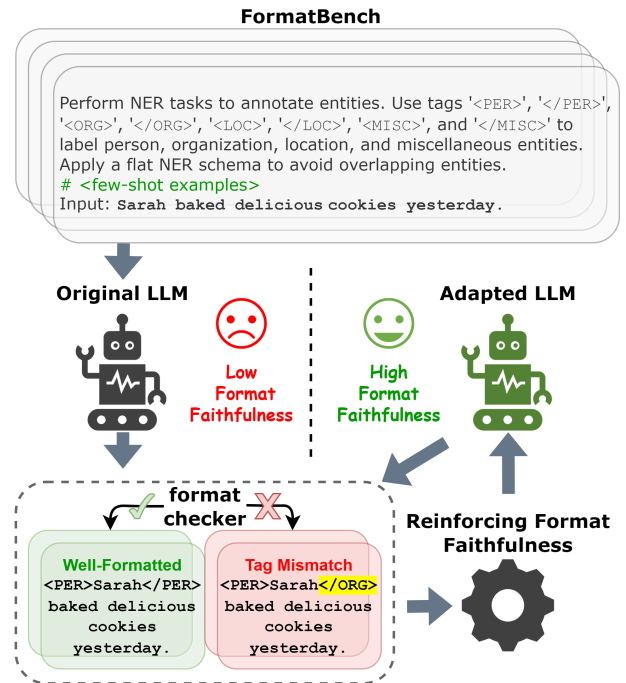 FormatBench
Perform NER tasks to annotate entities. Use tags '<PER>', '</PER>',
'<ORG>', '</ORG>', '<LOC>', '</LOC>', '<MISC>', and '</MISC>' to
label person, organization, location, and miscellaneous entities.
Apply a flat NER schema to avoid overlapping entities.
# <few-shot examples>
Input: Sarah baked delicious cookies yesterday.
Original LLM
Low
Format
Faithfulness
Adapted LLM
High
Format
Faithfulness
format
checker
Well-Formatted
<PER>Sarah</PER>
baked delicious
cookies
yesterday.
Tag Mismatch
<PER>Sarah</ORG>
baked delicious
cookies
yesterday.
Reinforcing Format
Faithfulness